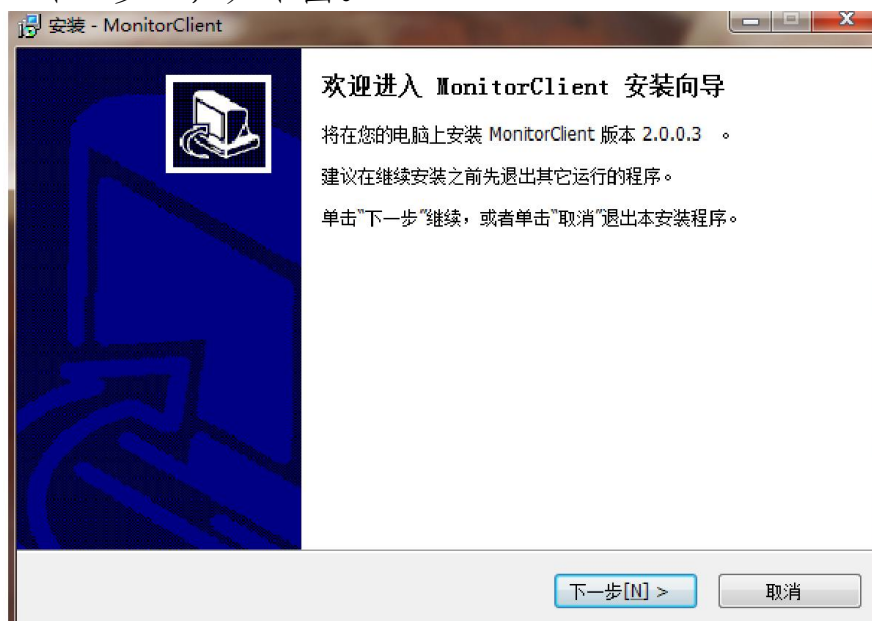 安装 - MonitorClient
欢迎进入 MonitorClient 安装向导
将在您的电脑上安装 MonitorClient 版本 2.0.0.3 。
建议在继续安装之前先退出其它运行的程序。
单击"下一步"继续，或者单击"取消"退出本安装程序。
下一步[N] >
取消